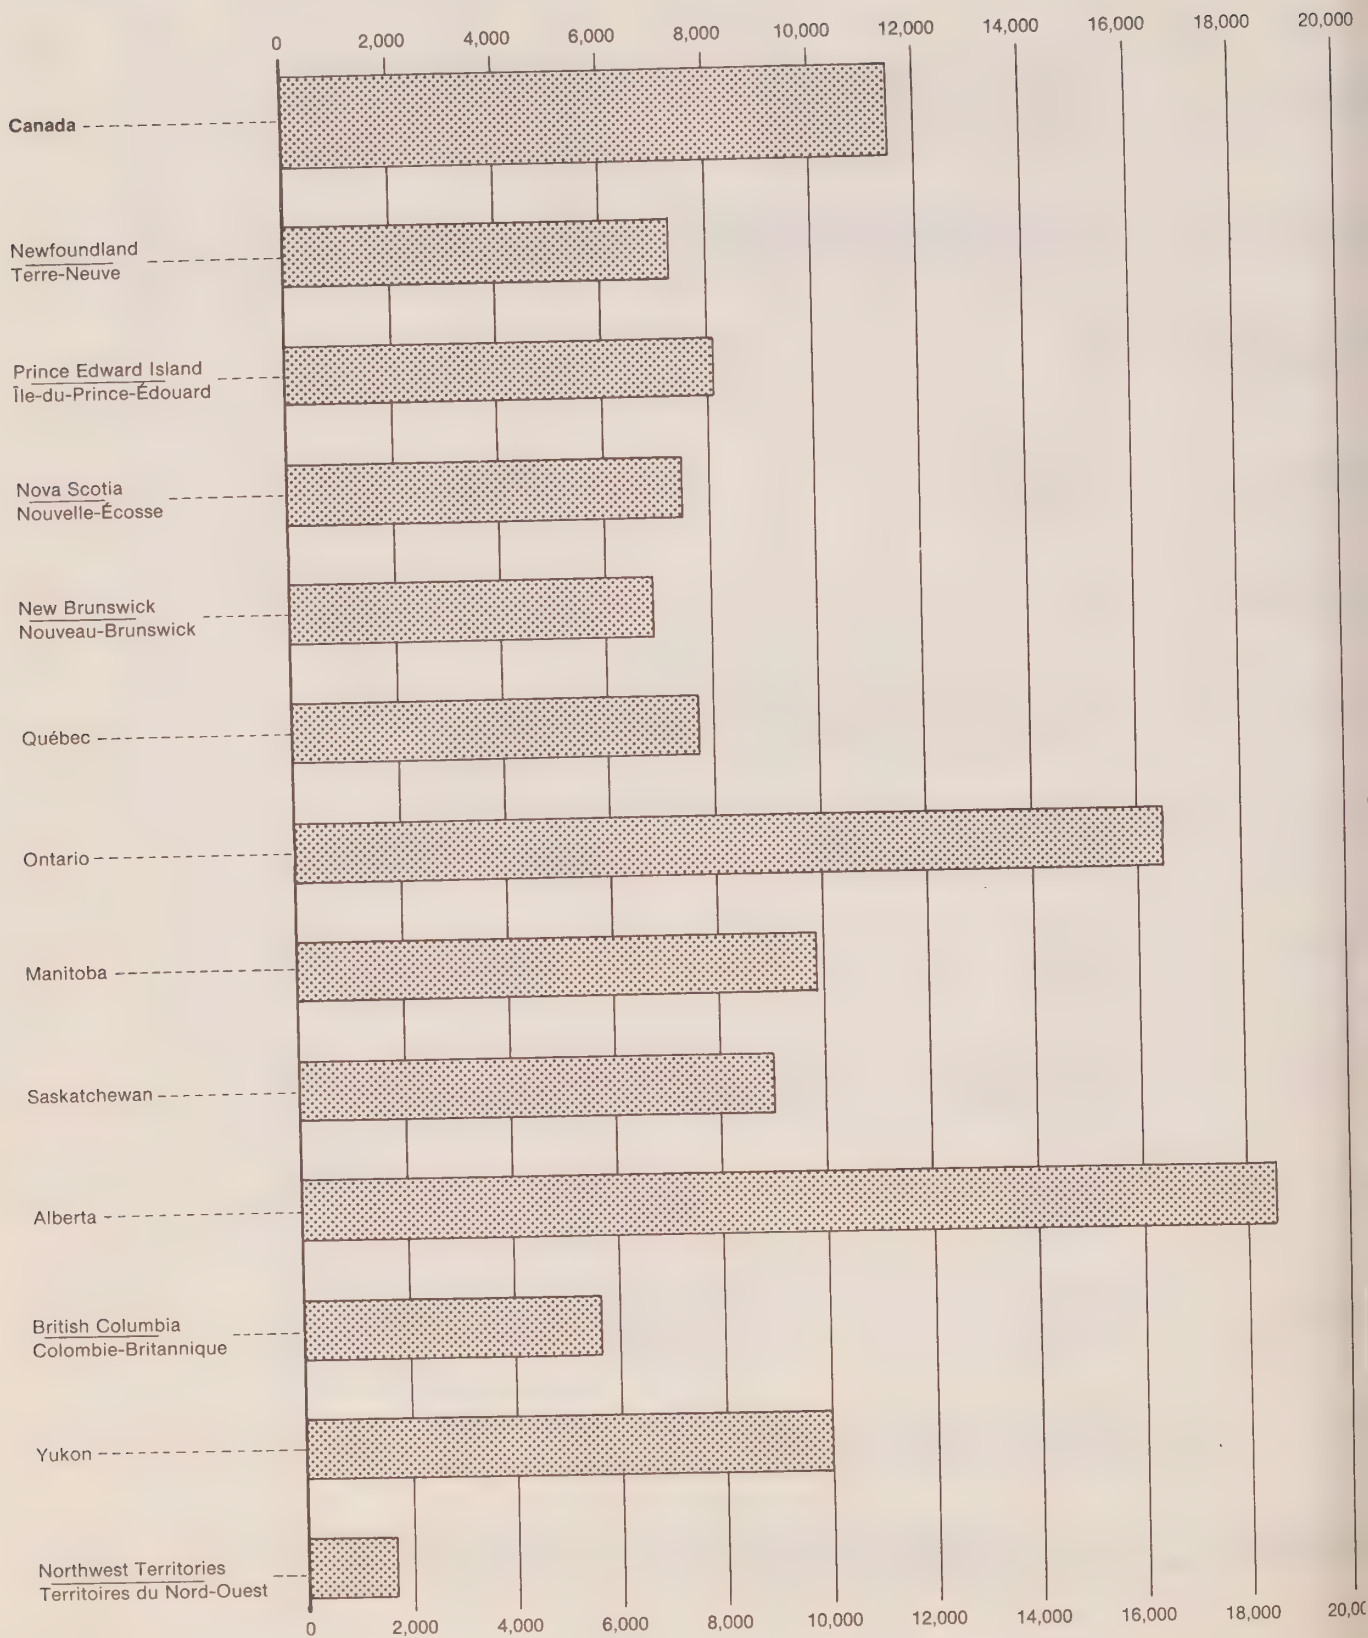 0 2,000 4,000 6,000 8,000 10,000 12,000 14,000 16,000 18,000 20,000
Canada
Newfoundland
Terre-Neuve
Prince Edward Island
Île-du-Prince-Édouard
Nova Scotia
Nouvelle-Écosse
New Brunswick
Nouveau-Brunswick
Québec
Ontario
Manitoba
Saskatchewan
Alberta
British Columbia
Colombie-Britannique
Yukon
Northwest Territories
Territoires du Nord-Ouest
0 2,000 4,000 6,000 8,000 10,000 12,000 14,000 16,000 18,000